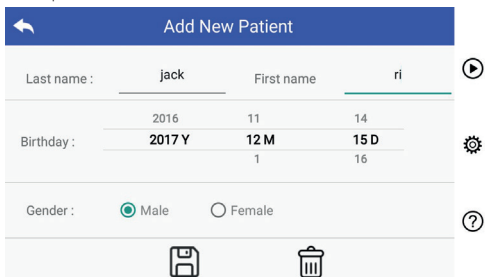 Add New Patient
Last name : jack First name ri
2016 11 14
Birthday : 2017 Y 12 M 15 D
1 16
Gender : Male Female
?